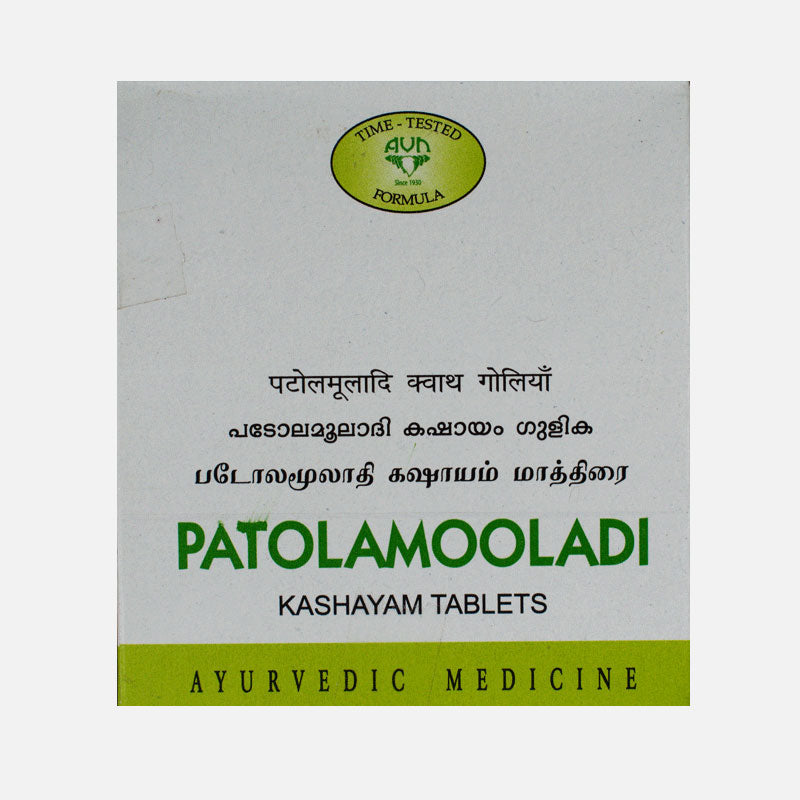 TIME - TESTED
AVN
Since 1930
FORMULA
पटोलमूलादि क्वाथ गोलियाँ
പടോലമൂലാദി കഷായം ഗുളിക
படோலமூலாதி கஷாயம் மாத்திரை
PATOLAMOOLADI
KASHAYAM TABLETS
AYURVEDIC MEDICINE